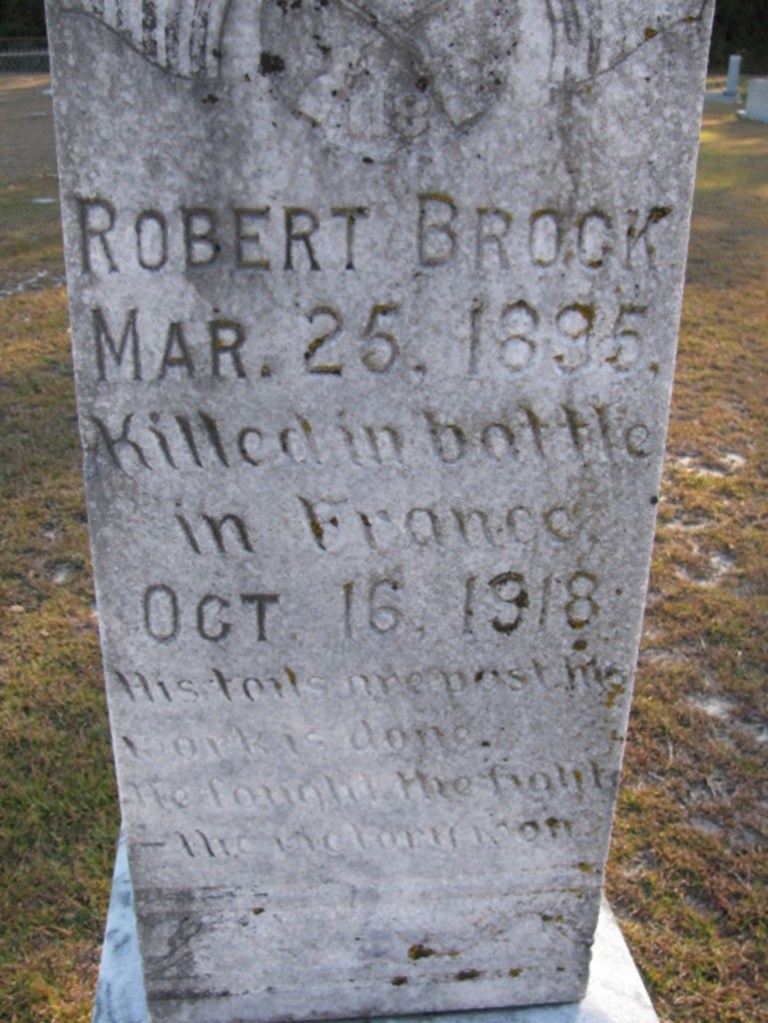 ROBERT BROCK
MAR. 25, 1895.
Killed in battle
in France,
OCT. 16, 1918.
His toils are past his
work is done.
He fought the fight
—the victory won.